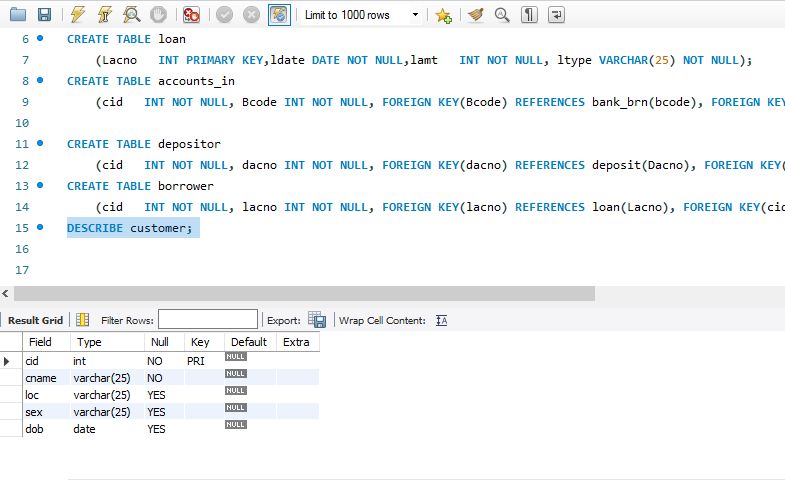 Limit to 1000 rows
6 CREATE TABLE loan
7 (Lacno INT PRIMARY KEY,ldate DATE NOT NULL,lamt INT NOT NULL, ltype VARCHAR(25) NOT NULL);
8 CREATE TABLE accounts_in
9 (cid INT NOT NULL, Bcode INT NOT NULL, FOREIGN KEY(Bcode) REFERENCES bank_brn(bcode), FOREIGN KEY
10
11 CREATE TABLE depositor
12 (cid INT NOT NULL, dacno INT NOT NULL, FOREIGN KEY(dacno) REFERENCES deposit(Dacno), FOREIGN KEY(
13 CREATE TABLE borrower
14 (cid INT NOT NULL, lacno INT NOT NULL, FOREIGN KEY(lacno) REFERENCES loan(Lacno), FOREIGN KEY(cid
15 DESCRIBE customer;
16
17
Result Grid Filter Rows: Export: Wrap Cell Content: IA
Field Type Null Key Default Extra
cid int NO PRI NULL
cname varchar(25) NO NULL
loc varchar(25) YES NULL
sex varchar(25) YES NULL
dob date YES NULL